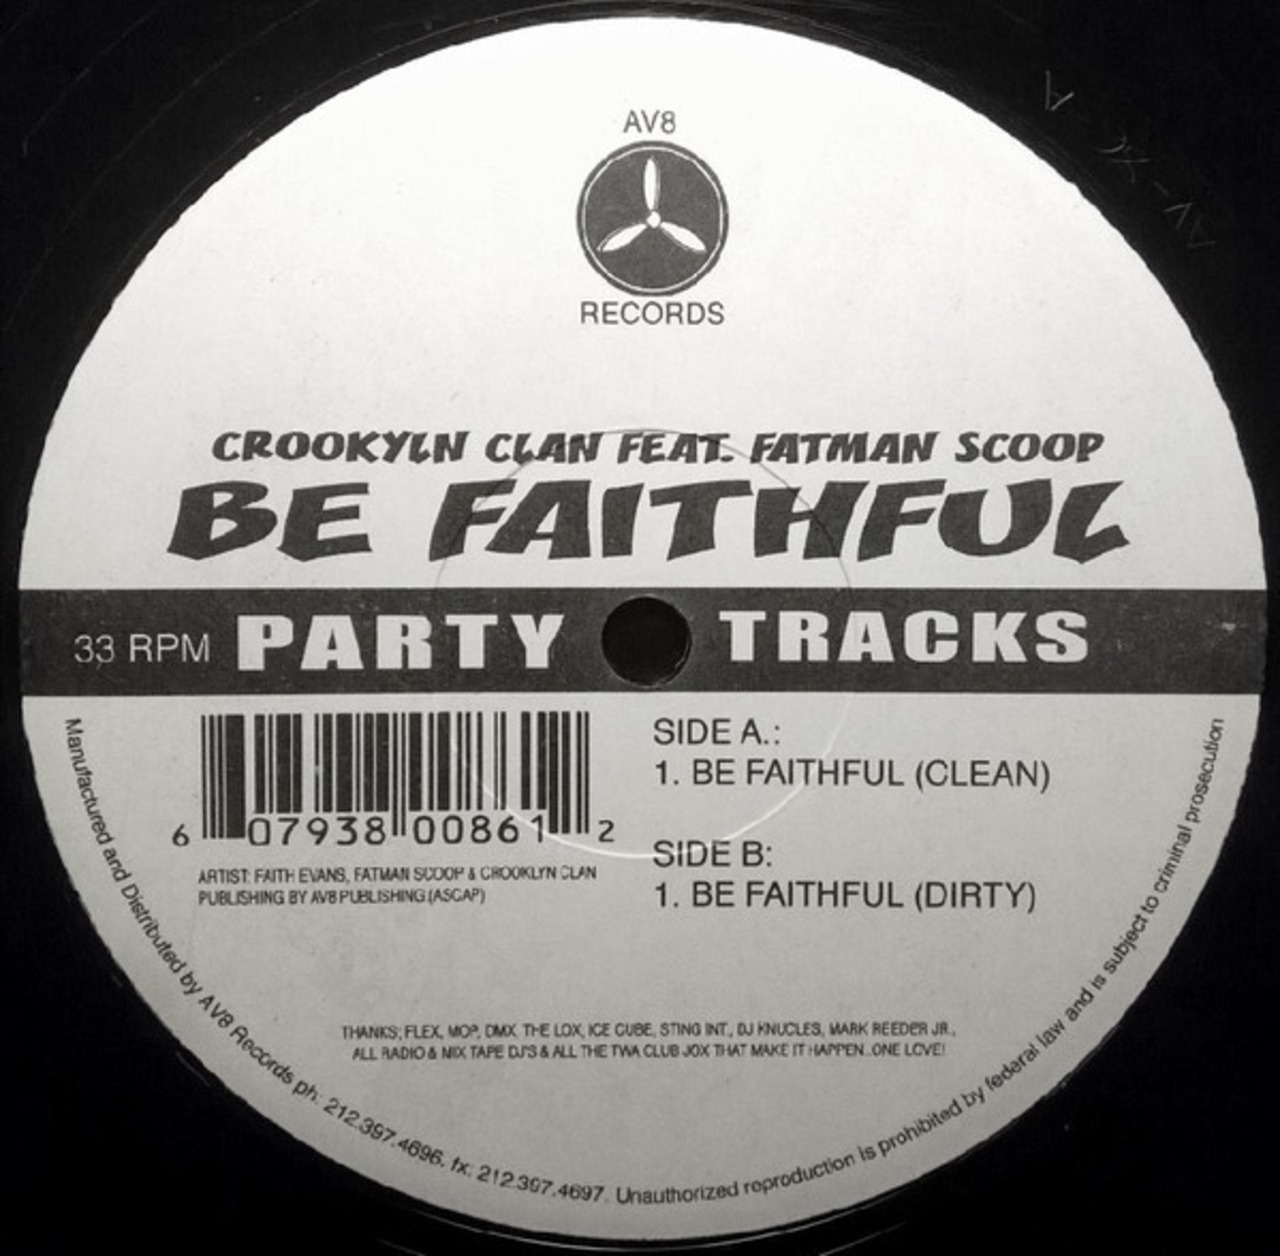 AV8
RECORDS
CROOKYLN CLAN FEAT. FATMAN SCOOP
BE FAITHFUL
33 RPM PARTY TRACKS
6 07938 00861 2
ARTIST: FAITH EVANS, FATMAN SCOOP & CROOKLYN CLAN
PUBLISHING BY AV8 PUBLISHING (ASCAP)
SIDE A.:
1. BE FAITHFUL (CLEAN)
SIDE B:
1. BE FAITHFUL (DIRTY)
THANKS; FLEX, MOP, DMX, THE LOX, ICE CUBE, STING INT., DJ KNUCLES, MARK REEDER JR.,
ALL RADIO & MIX TAPE DJ'S & ALL THE TWA CLUB JOX THAT MAKE IT HAPPEN..ONE LOVE!
Manufactured and Distributed by AV8 Records ph: 212.397.4696, fx: 212.397.4697. Unauthorized reproduction is prohibited by federal law and is subject to criminal prosecution